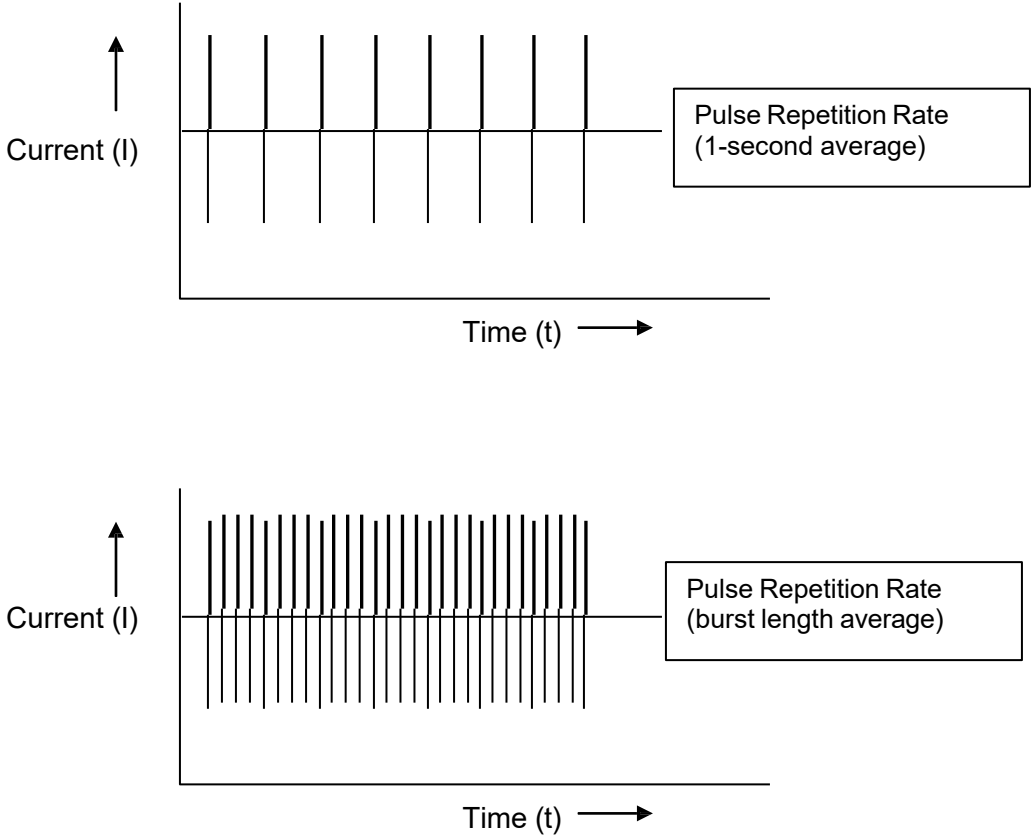 Current (I)
Pulse Repetition Rate
(1-second average)
Time (t)
Current (I)
Pulse Repetition Rate
(burst length average)
Time (t)